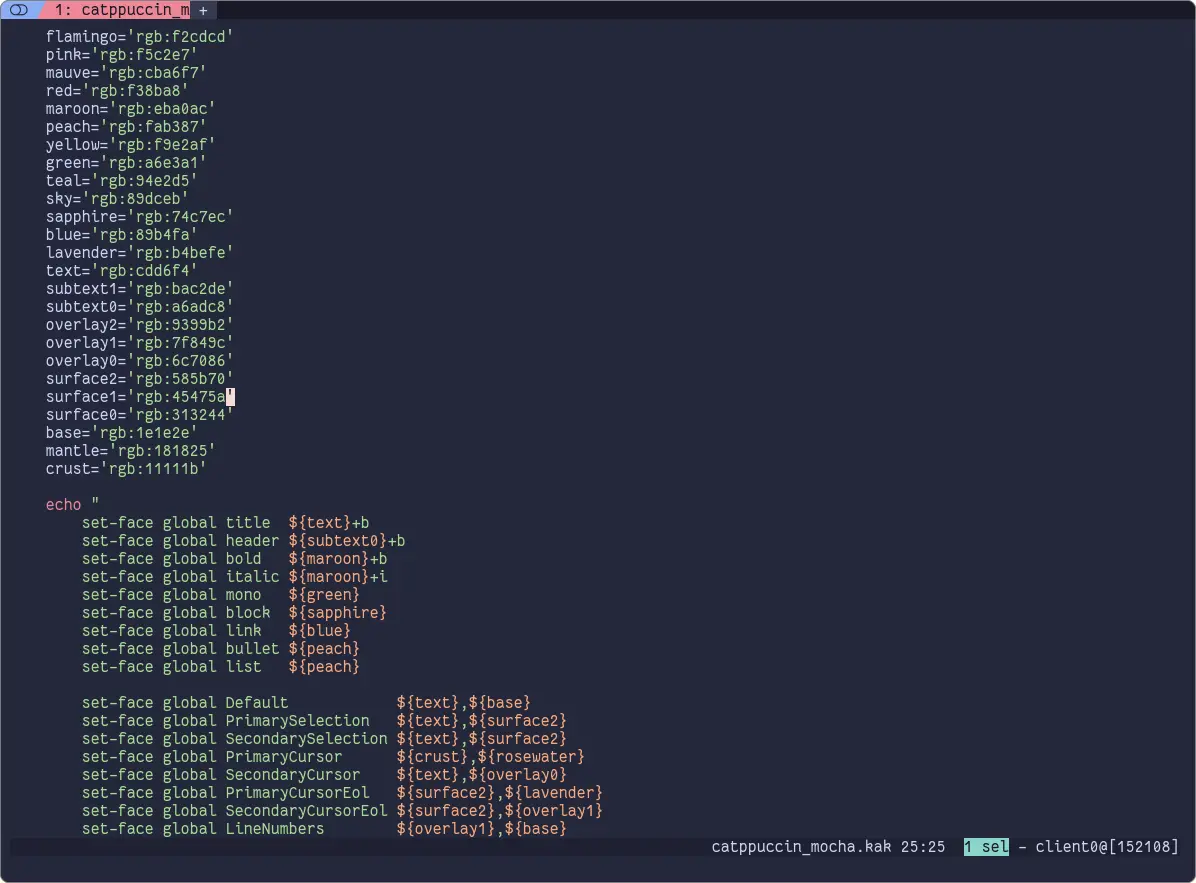 1: catppuccin_m +
flamingo='rgb:f2cdcd'
pink='rgb:f5c2e7'
mauve='rgb:cba6f7'
red='rgb:f38ba8'
maroon='rgb:eba0ac'
peach='rgb:fab387'
yellow='rgb:f9e2af'
green='rgb:a6e3a1'
teal='rgb:94e2d5'
sky='rgb:89dceb'
sapphire='rgb:74c7ec'
blue='rgb:89b4fa'
lavender='rgb:b4befe'
text='rgb:cdd6f4'
subtext1='rgb:bac2de'
subtext0='rgb:a6adc8'
overlay2='rgb:9399b2'
overlay1='rgb:7f849c'
overlay0='rgb:6c7086'
surface2='rgb:585b70'
surface1='rgb:45475a'
surface0='rgb:313244'
base='rgb:1e1e2e'
mantle='rgb:181825'
crust='rgb:11111b'
echo "
set-face global title  ${text}+b
set-face global header ${subtext0}+b
set-face global bold   ${maroon}+b
set-face global italic ${maroon}+i
set-face global mono   ${green}
set-face global block  ${sapphire}
set-face global link   ${blue}
set-face global bullet ${peach}
set-face global list   ${peach}
set-face global Default            ${text},${base}
set-face global PrimarySelection   ${text},${surface2}
set-face global SecondarySelection ${text},${surface2}
set-face global PrimaryCursor      ${crust},${rosewater}
set-face global SecondaryCursor    ${text},${overlay0}
set-face global PrimaryCursorEol   ${surface2},${lavender}
set-face global SecondaryCursorEol ${surface2},${overlay1}
set-face global LineNumbers        ${overlay1},${base}
catppuccin_mocha.kak 25:25  1 sel - client0@[152108]